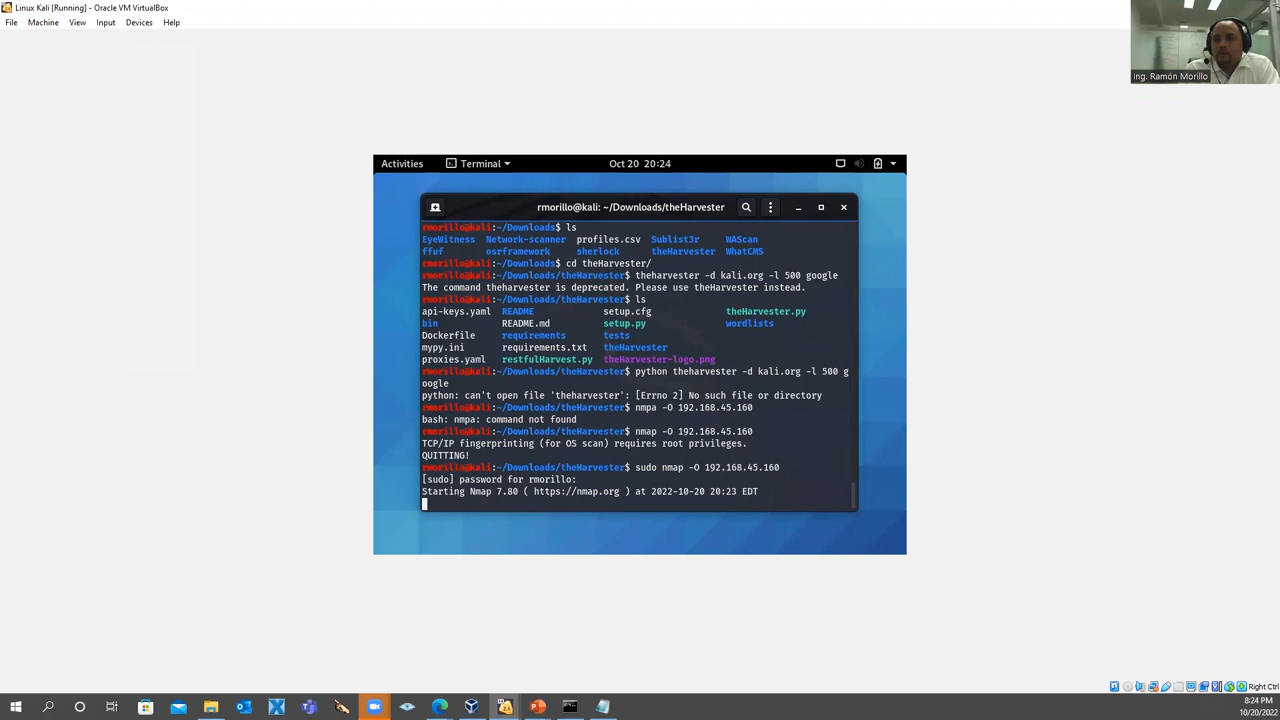 Linux Kali [Running] - Oracle VM VirtualBox
File Machine View Input Devices Help
Ing. Ramón Morillo
Activities Terminal Oct 20 20:24
rmorillo@kali: ~/Downloads/theHarvester
rmorillo@kali:~/Downloads$ ls
EyeWitness Network-scanner profiles.csv Sublist3r WAScan
ffuf osrframework sherlock theHarvester WhatCMS
rmorillo@kali:~/Downloads$ cd theHarvester/
rmorillo@kali:~/Downloads/theHarvester$ theharvester -d kali.org -l 500 google
The command theharvester is deprecated. Please use theHarvester instead.
rmorillo@kali:~/Downloads/theHarvester$ ls
api-keys.yaml README setup.cfg theHarvester.py
bin README.md setup.py wordlists
Dockerfile requirements tests
mypy.ini requirements.txt theHarvester
proxies.yaml restfulHarvest.py theHarvester-logo.png
rmorillo@kali:~/Downloads/theHarvester$ python theharvester -d kali.org -l 500 g
oogle
python: can't open file 'theharvester': [Errno 2] No such file or directory
rmorillo@kali:~/Downloads/theHarvester$ nmpa -O 192.168.45.160
bash: nmpa: command not found
rmorillo@kali:~/Downloads/theHarvester$ nmap -O 192.168.45.160
TCP/IP fingerprinting (for OS scan) requires root privileges.
QUITTING!
rmorillo@kali:~/Downloads/theHarvester$ sudo nmap -O 192.168.45.160
[sudo] password for rmorillo:
Starting Nmap 7.80 ( https://nmap.org ) at 2022-10-20 20:23 EDT
Right Ctrl
8:24 PM
10/20/2022